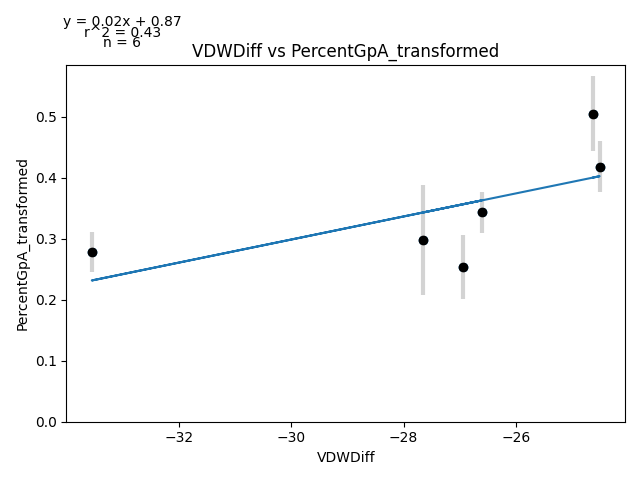 y = 0.02x + 0.87
r^2 = 0.43
n = 6
VDWDiff vs PercentGpA_transformed
PercentGpA_transformed
0.5
0.4
0.3
0.2
0.1
0.0
−32
−30
−28
−26
VDWDiff